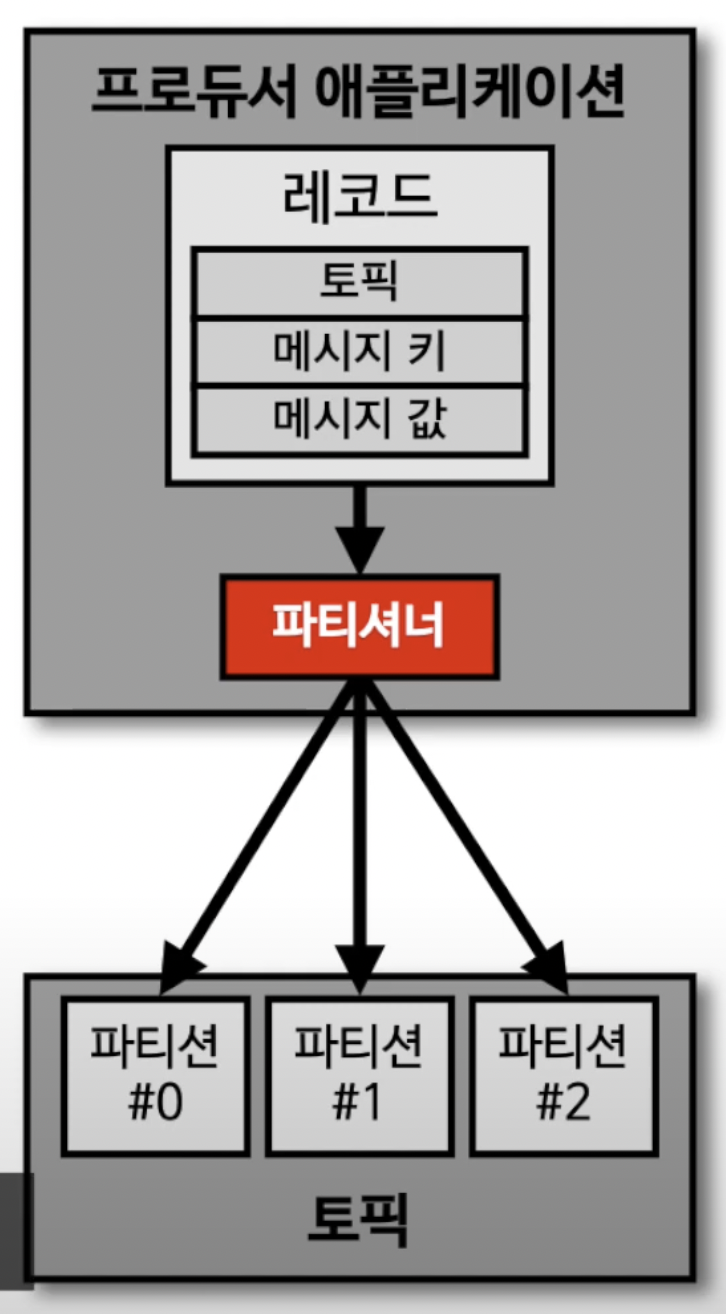 프로듀서 애플리케이션
레코드
토픽
메시지 키
메시지 값
파티셔너
파티션 #0
파티션 #1
파티션 #2
토픽